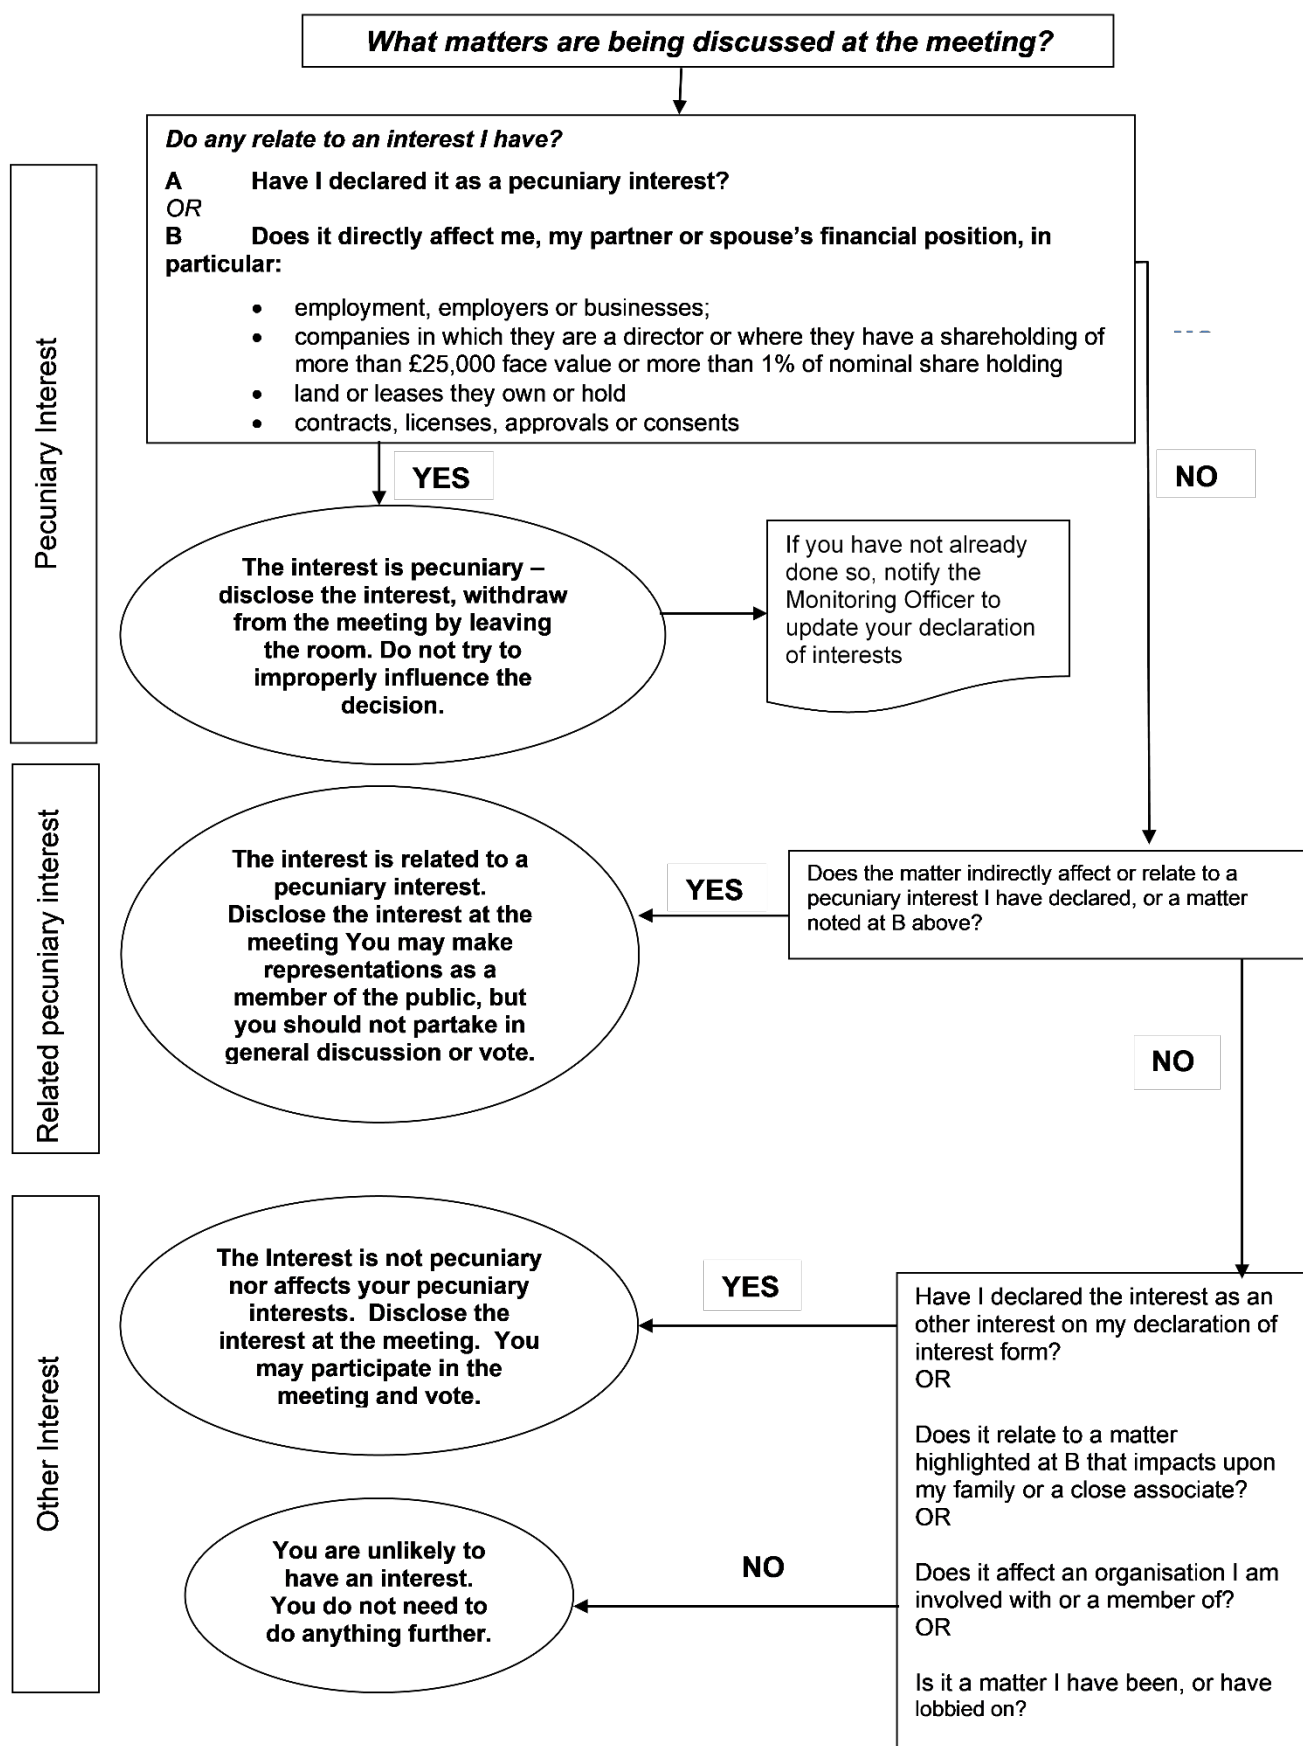 What matters are being discussed at the meeting?
Do any relate to an interest I have?
A Have I declared it as a pecuniary interest?
OR
B Does it directly affect me, my partner or spouse's financial position, in
particular:
• employment, employers or businesses;
• companies in which they are a director or where they have a shareholding of
more than £25,000 face value or more than 1% of nominal share holding
• land or leases they own or hold
• contracts, licenses, approvals or consents
Pecuniary Interest
YES
NO
The interest is pecuniary –
disclose the interest, withdraw
from the meeting by leaving
the room. Do not try to
improperly influence the
decision.
If you have not already
done so, notify the
Monitoring Officer to
update your declaration
of interests
Related pecuniary interest
The interest is related to a
pecuniary interest.
Disclose the interest at the
meeting You may make
representations as a
member of the public, but
you should not partake in
general discussion or vote.
YES
Does the matter indirectly affect or relate to a
pecuniary interest I have declared, or a matter
noted at B above?
NO
Other Interest
The Interest is not pecuniary
nor affects your pecuniary
interests. Disclose the
interest at the meeting. You
may participate in the
meeting and vote.
YES
Have I declared the interest as an
other interest on my declaration of
interest form?
OR
Does it relate to a matter
highlighted at B that impacts upon
my family or a close associate?
OR
Does it affect an organisation I am
involved with or a member of?
OR
Is it a matter I have been, or have
lobbied on?
NO
You are unlikely to
have an interest.
You do not need to
do anything further.